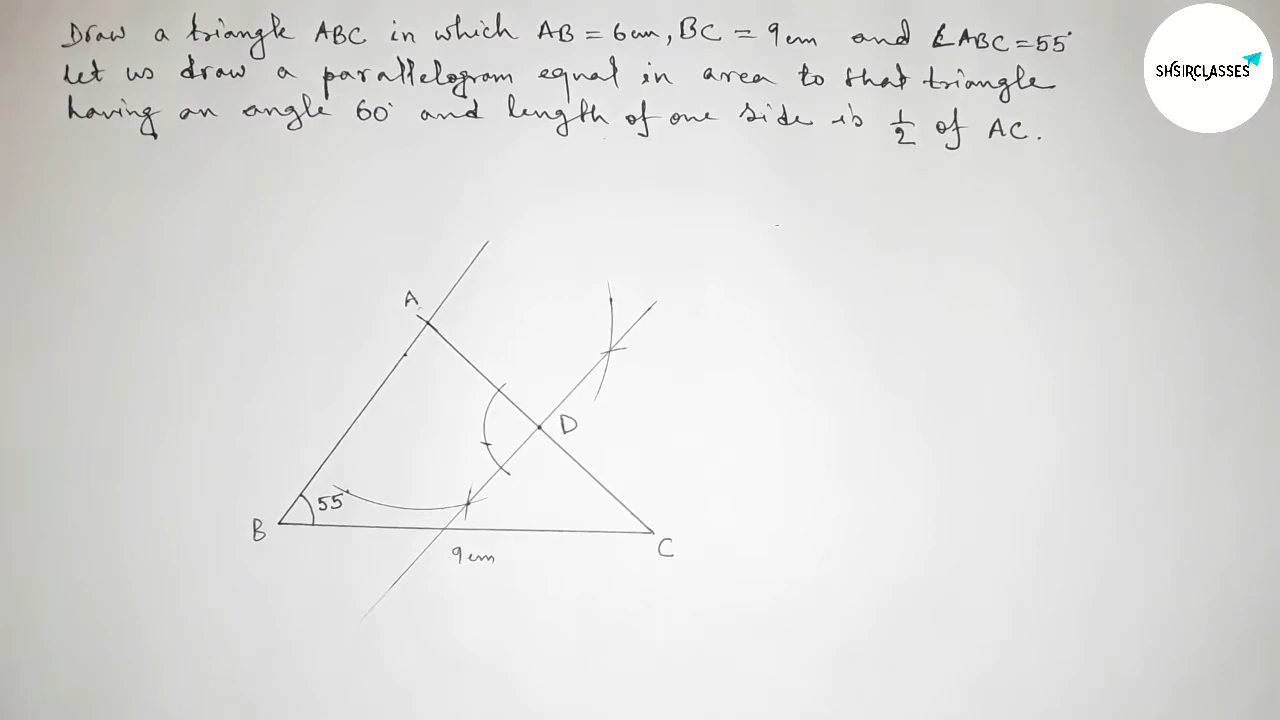 Draw a triangle ABC in which AB = 6cm, BC = 9cm and ∠ABC = 55°
Let us draw a parallelogram equal in area to that triangle
having an angle 60° and length of one side is 1/2 of AC.
SHSIRCLASSES
A
D
55°
B
9cm
C